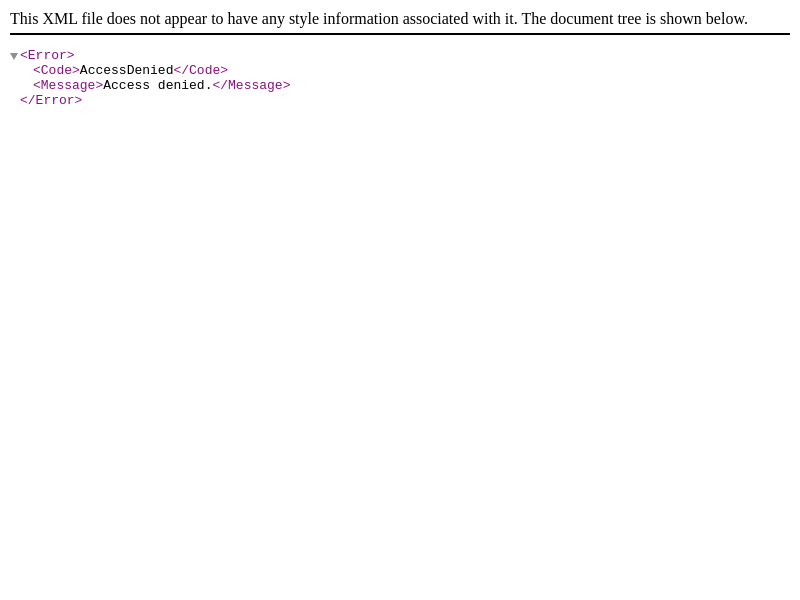 This XML file does not appear to have any style information associated with it. The document tree is shown below.
<Error>
<Code>AccessDenied</Code>
<Message>Access denied.</Message>
</Error>